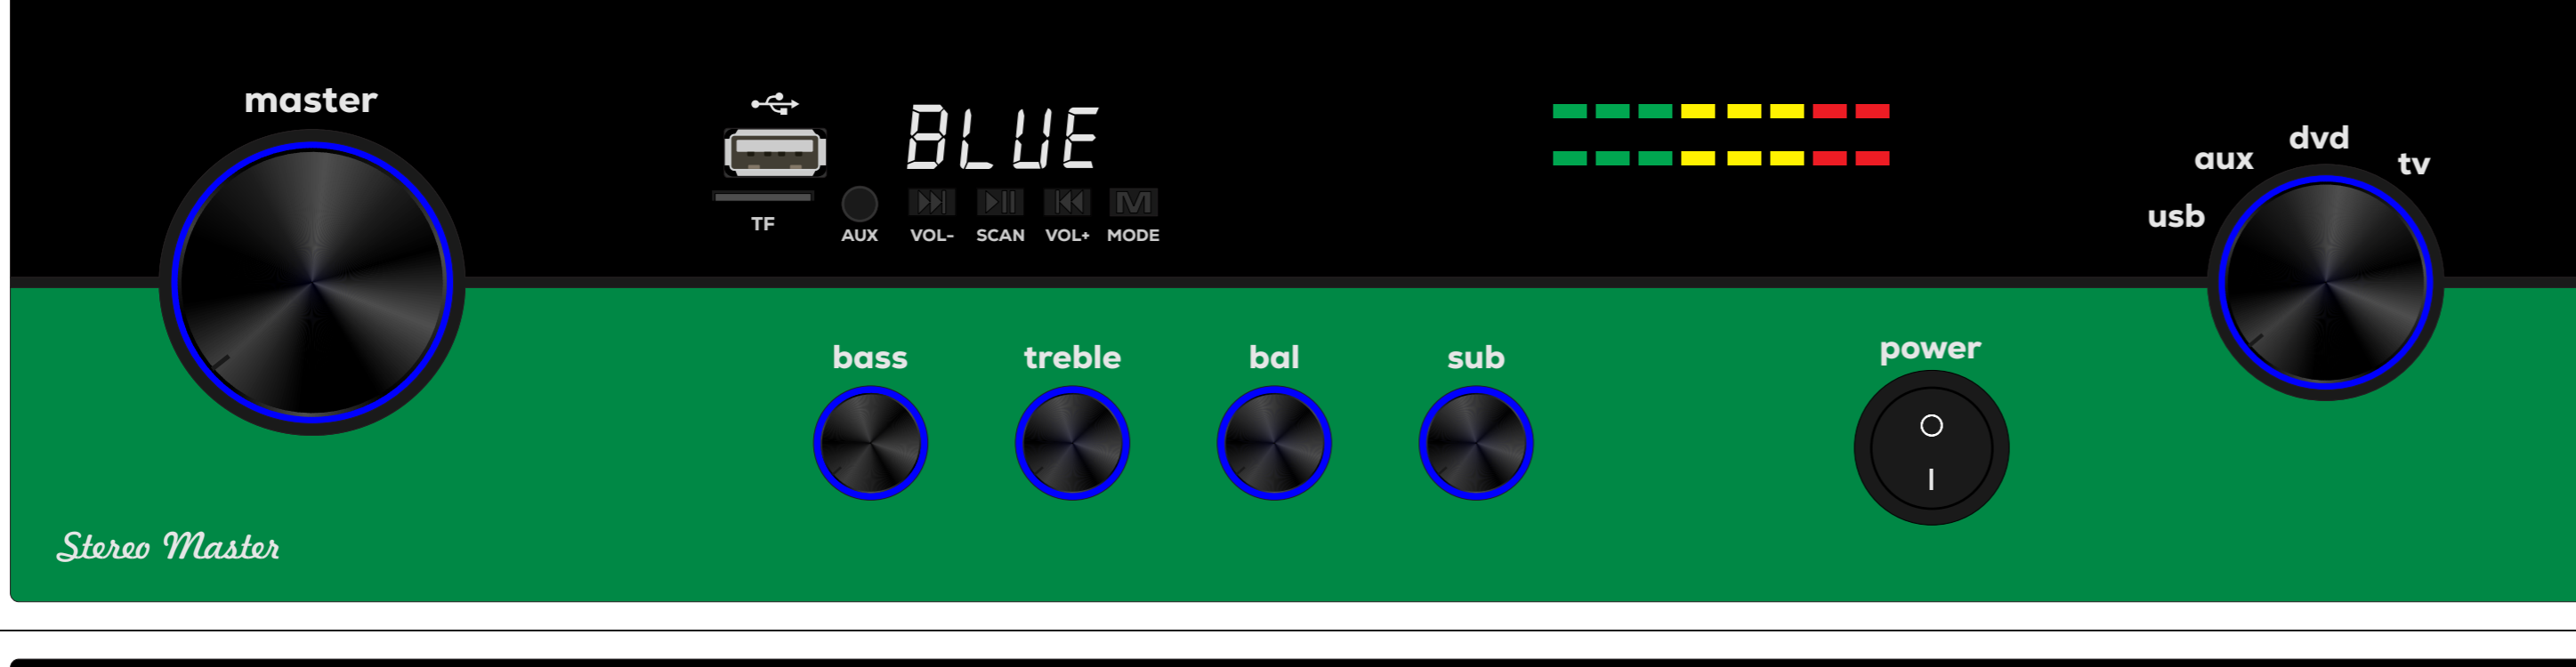 master
BLUE
TF
AUX VOL- SCAN VOL+ MODE
M
dvd
aux
tv
usb
bass treble bal sub
power
Stereo Master